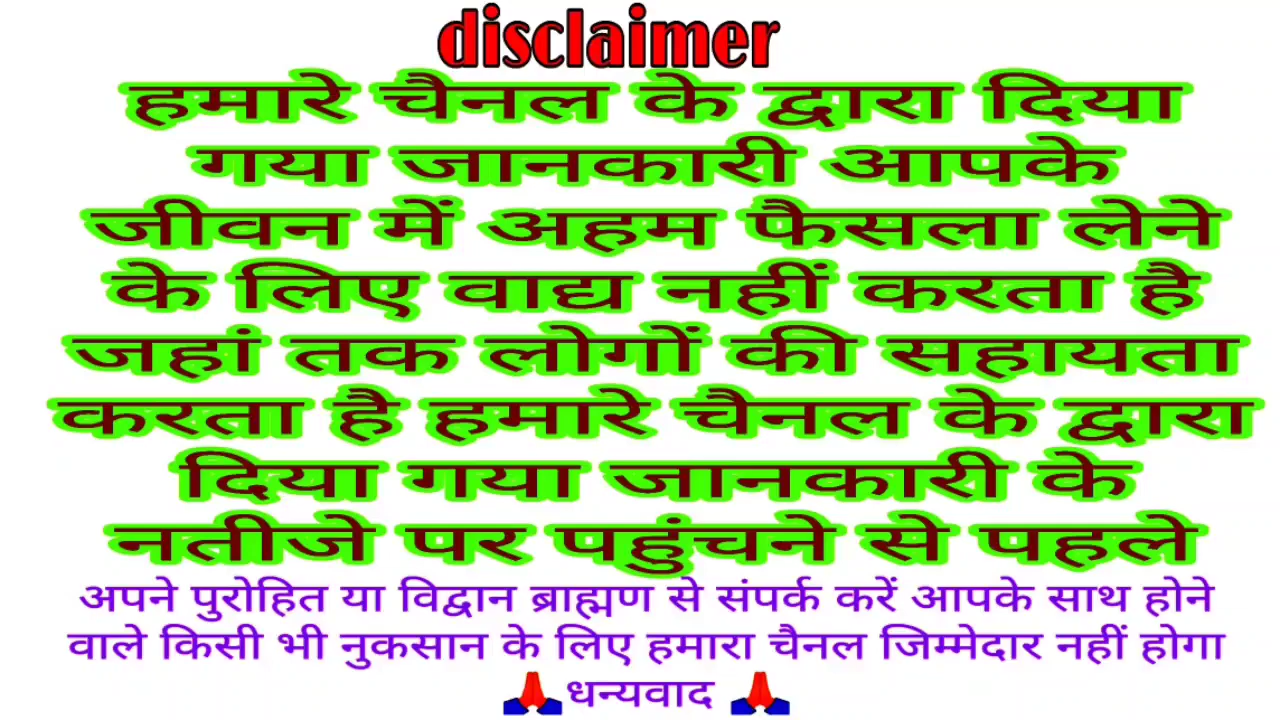 disclaimer
हमारे चैनल के द्वारा दिया
गया जानकारी आपके
जीवन में अहम फैसला लेने
के लिए वाद्य नहीं करता है
जहां तक लोगों की सहायता
करता है हमारे चैनल के द्वारा
दिया गया जानकारी के
नतीजे पर पहुंचने से पहले
अपने पुरोहित या विद्वान ब्राह्मण से संपर्क करें आपके साथ होने
वाले किसी भी नुकसान के लिए हमारा चैनल जिम्मेदार नहीं होगा
🙏धन्यवाद 🙏